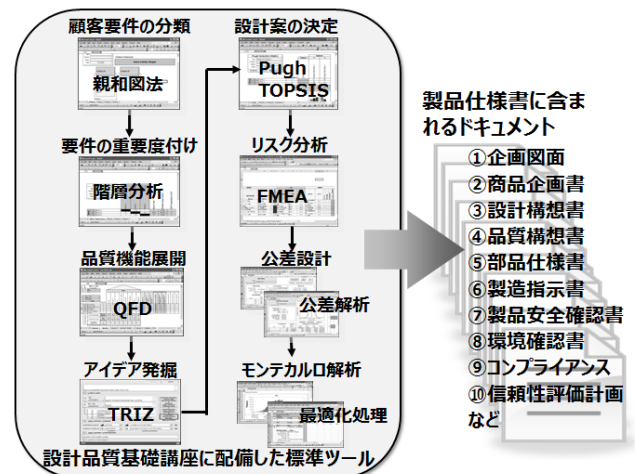 顧客要件の分類
親和図法
要件の重要度付け
階層分析
品質機能展開
QFD
アイデア発掘
TRIZ
設計案の決定
Pugh
TOPSIS
リスク分析
FMEA
公差設計
公差解析
モンテカルロ解析
最適化処理
設計品質基礎講座に配備した標準ツール
製品仕様書に含ま
れるドキュメント
①企画図面
②商品企画書
③設計構想書
④品質構想書
⑤部品仕様書
⑥製造指示書
⑦製品安全確認書
⑧環境確認書
⑨コンプライアンス
⑩信頼性評価計画
など